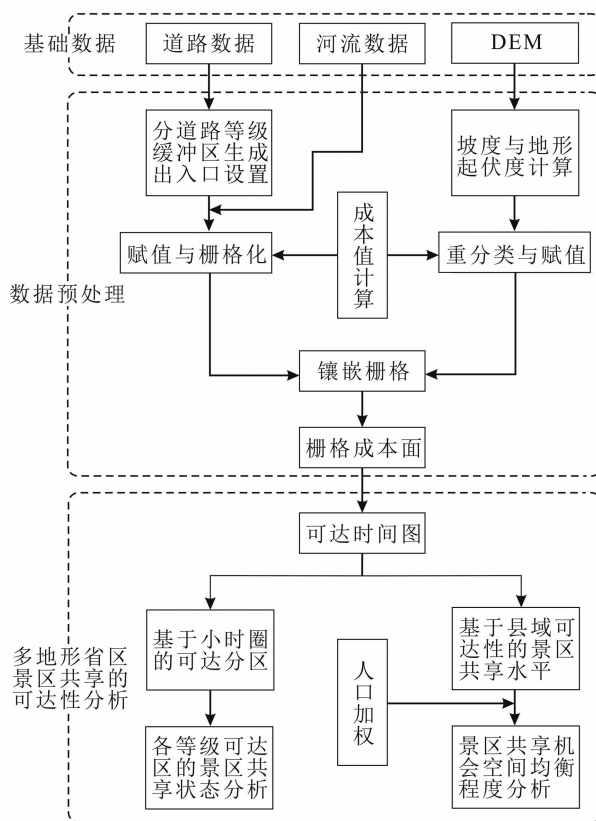 基础数据
道路数据
河流数据
DEM
分道路等级
缓冲区生成
出入口设置
坡度与地形
起伏度计算
成本值计算
赋值与栅格化
重分类与赋值
数据预处理
镶嵌栅格
栅格成本面
可达时间图
多地形省区
景区共享的
可达性分析
基于小时圈
的可达分区
人口加权
基于县域可
达性的景区
共享水平
各等级可达
区的景区共
享状态分析
景区共享机
会空间均衡
程度分析